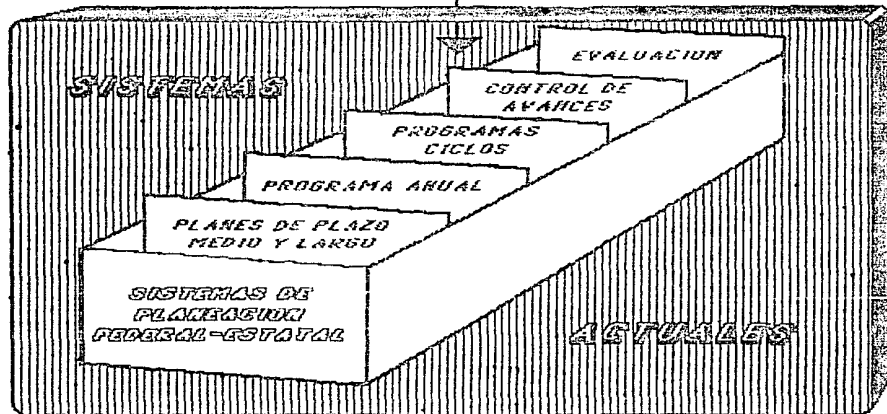 SISTEMAS
EVALUACION
CONTROL DE
AVANCES
PROGRAMAS
CICLOS
PROGRAMA ANUAL
PLANES DE PLAZO
MEDIO Y LARGO
SISTEMAS DE
PLANEACION
FEDERAL-ESTATAL
ACTUALES